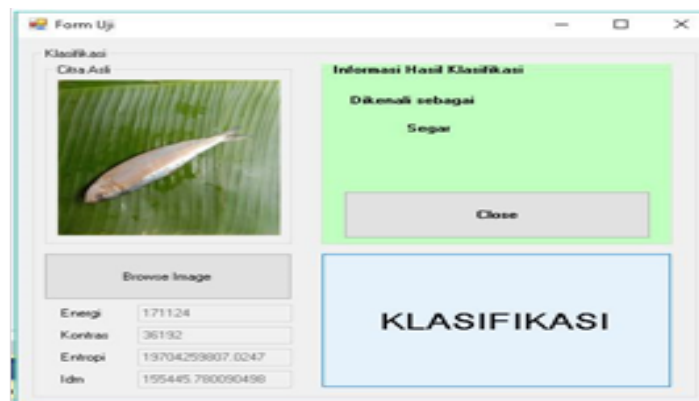 Form Uji
Klasifikasi
Citra Asli
Informasi Hasil Klasifikasi
Dikenali sebagai
Segar
Close
Browse Image
KLASIFIKASI
Energi 171124
Kontras 36192
Entropi 19704259807.0247
Idm 155445.780090498